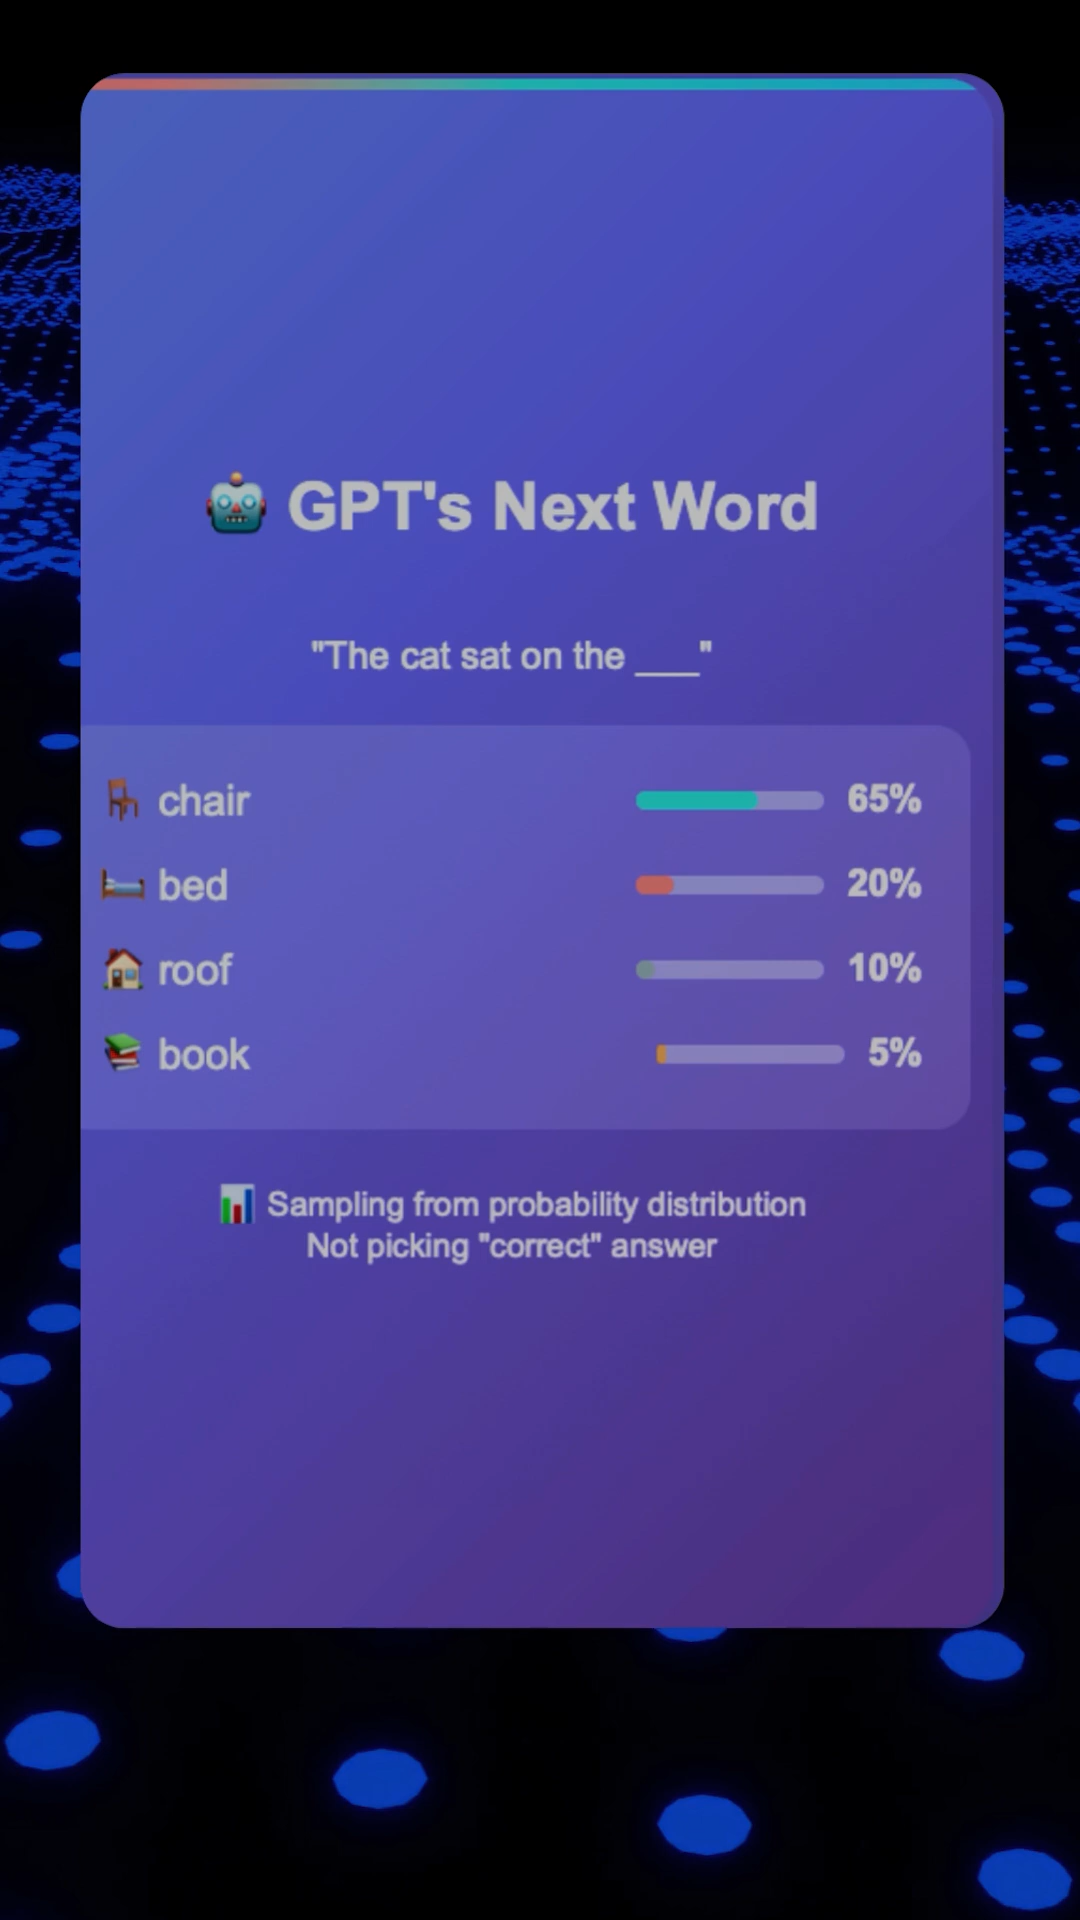 🤖 GPT's Next Word
"The cat sat on the ___"
🪑 chair 65%
🛏️ bed 20%
🏠 roof 10%
📚 book 5%
📊 Sampling from probability distribution
Not picking "correct" answer